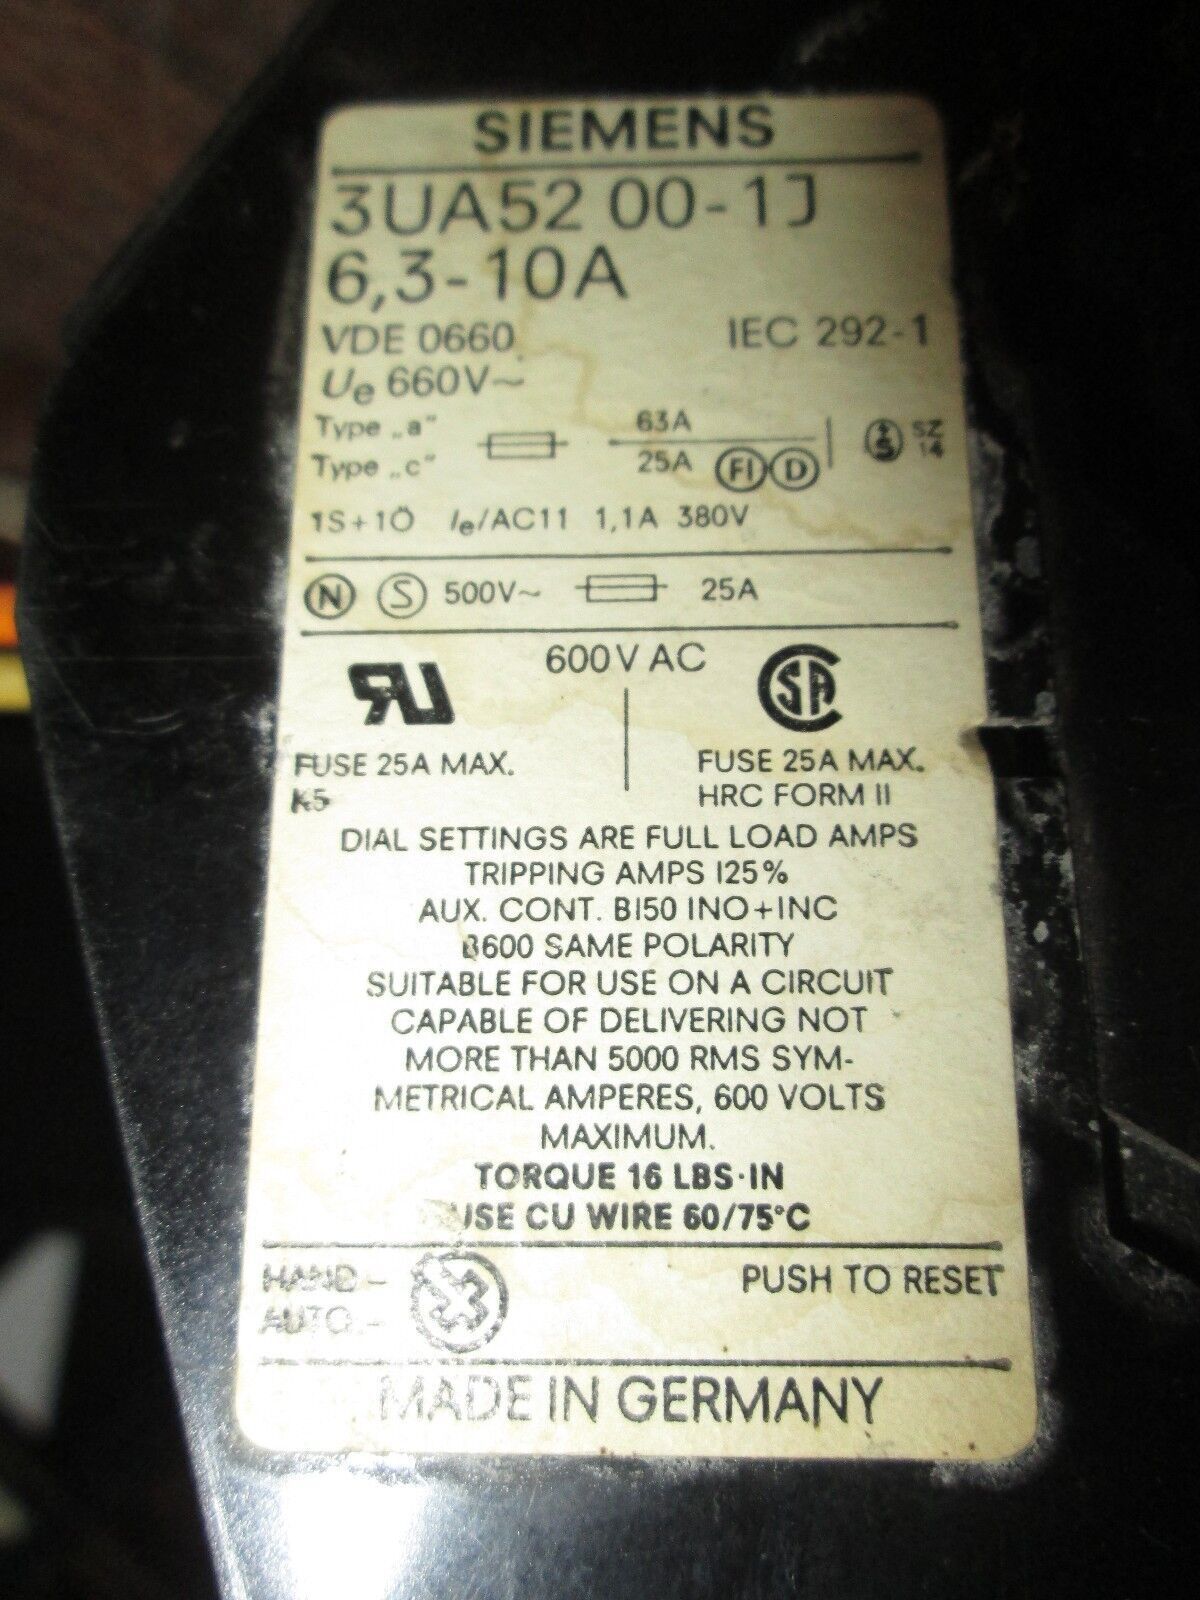 SIEMENS
3UA52 00-1J
6,3-10A
VDE 0660 IEC 292-1
Ue 660V~
Type „a" 63A
Type „c" 25A FI D
S SZ 14
1S+1Ö Ie/AC11 1,1A 380V
N S 500V~ 25A
600V AC
RU SA
FUSE 25A MAX. FUSE 25A MAX.
K5 HRC FORM II
DIAL SETTINGS ARE FULL LOAD AMPS
TRIPPING AMPS 125%
AUX. CONT. B150 1NO+1NC
B600 SAME POLARITY
SUITABLE FOR USE ON A CIRCUIT
CAPABLE OF DELIVERING NOT
MORE THAN 5000 RMS SYM-
METRICAL AMPERES, 600 VOLTS
MAXIMUM.
TORQUE 16 LBS·IN
USE CU WIRE 60/75°C
HAND- PUSH TO RESET
AUTO.-
MADE IN GERMANY